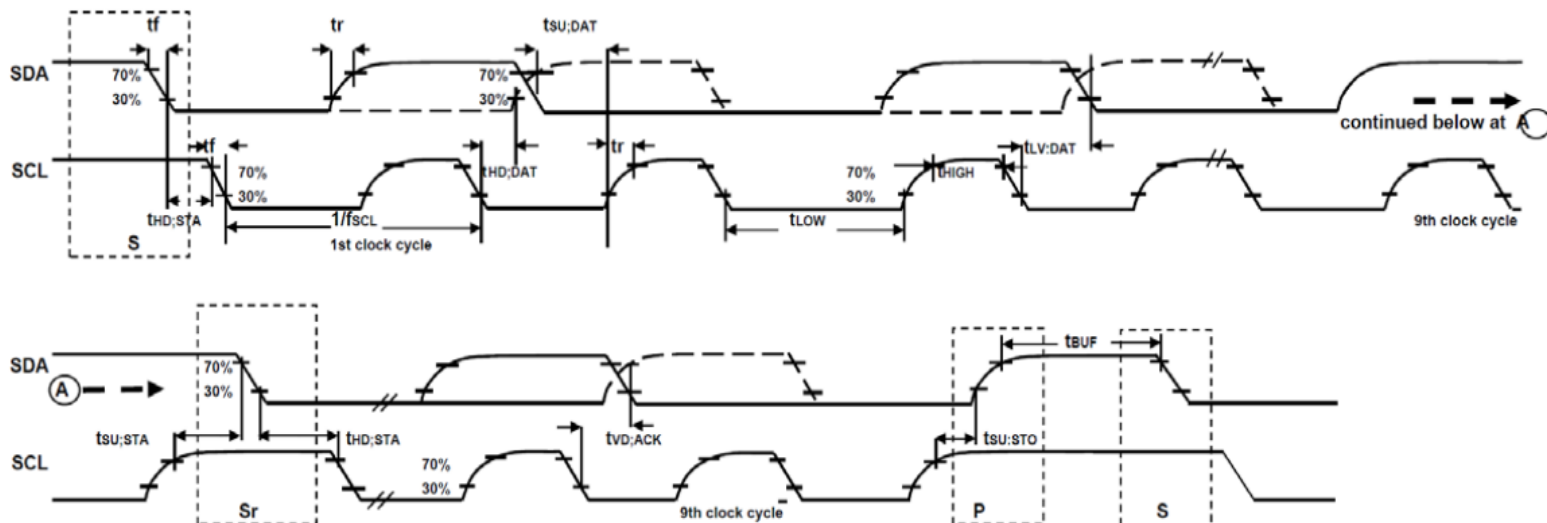 tf tr tSU;DAT
SDA 70% 30% 70% 30%
continued below at A
tf tHD;DAT tr tHIGH tLV:DAT
SCL 70% 30% 70% 30%
tHD;STA 1/fSCL tLOW
S 1st clock cycle 9th clock cycle
tBUF
SDA 70% 30%
A
tSU;STA tHD;STA tVD;ACK tSU:STO
SCL 70% 30%
Sr 9th clock cycle P S